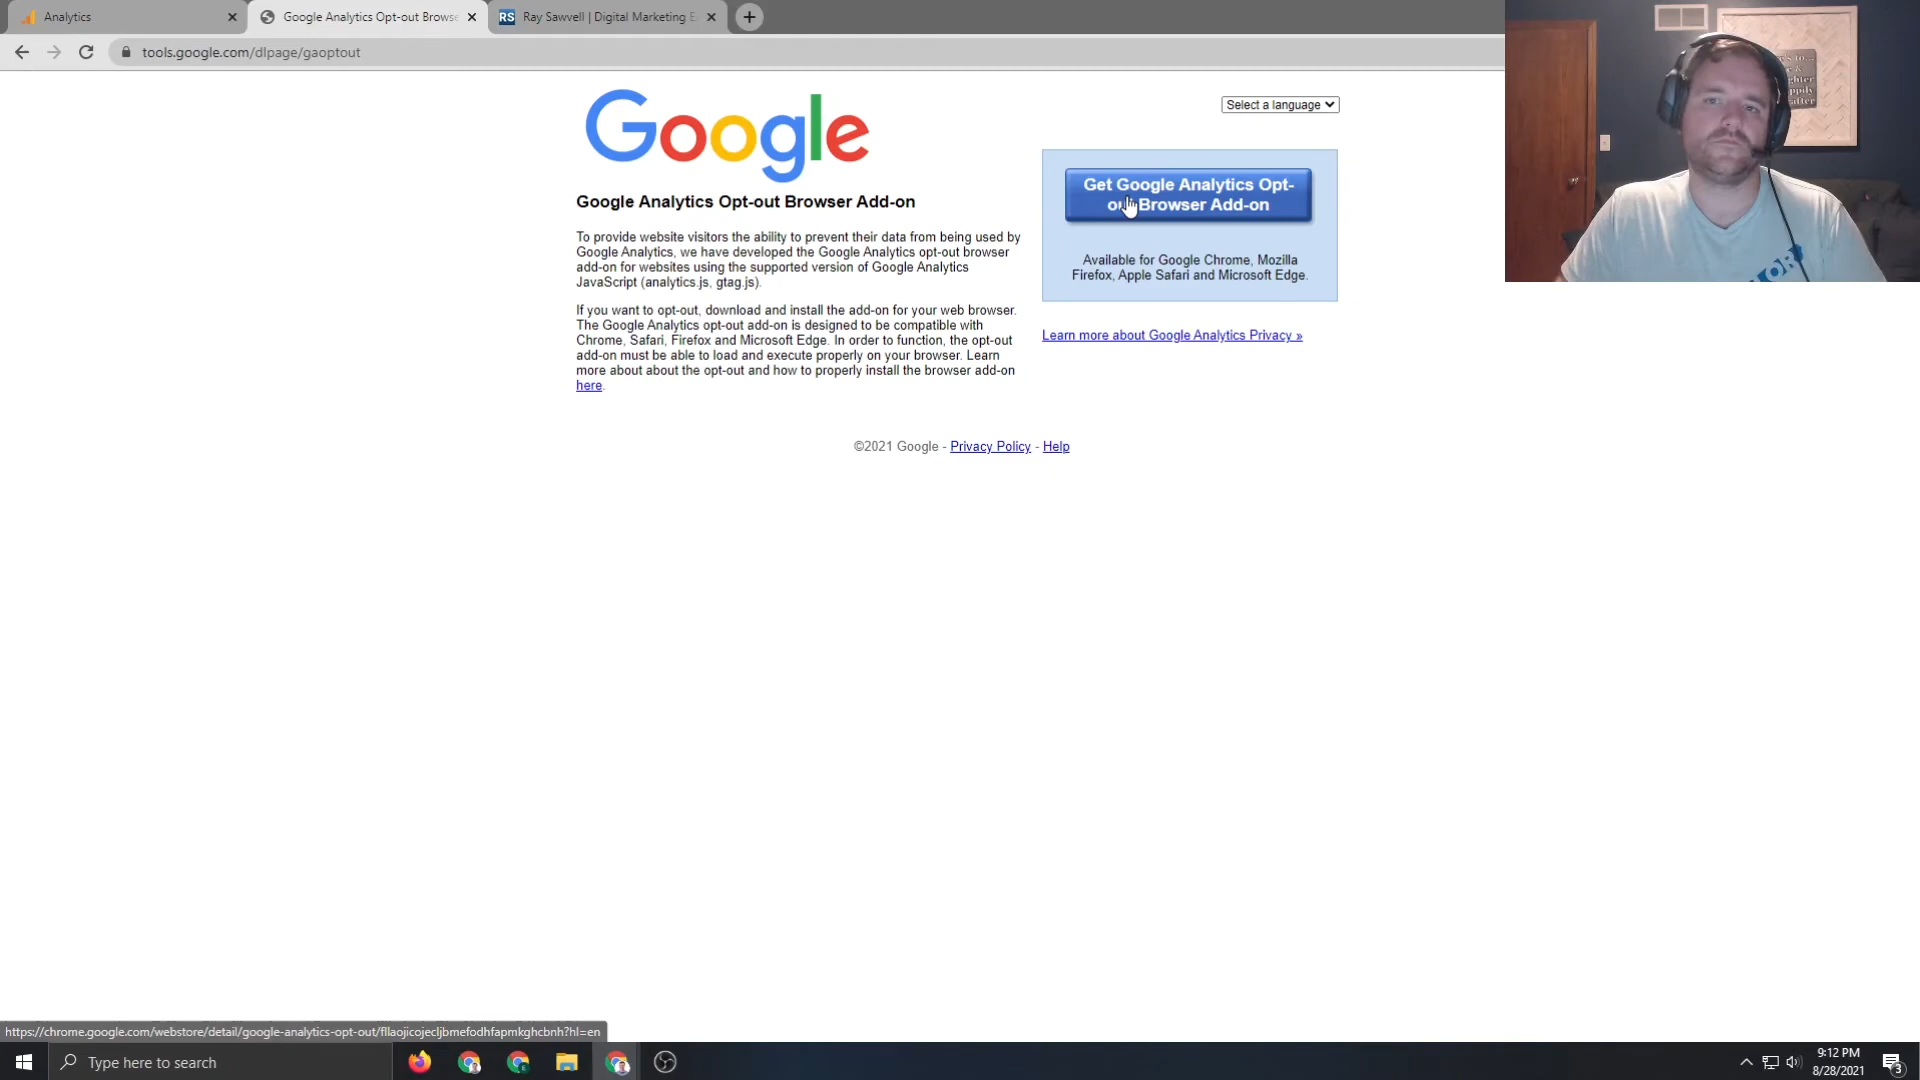 Analytics
Google Analytics Opt-out Browse
Ray Sawvell | Digital Marketing E
RS
tools.google.com/dlpage/gaoptout
Google
Select a language
Google Analytics Opt-out Browser Add-on
To provide website visitors the ability to prevent their data from being used by
Google Analytics, we have developed the Google Analytics opt-out browser
add-on for websites using the supported version of Google Analytics
JavaScript (analytics.js, gtag.js).
If you want to opt-out, download and install the add-on for your web browser.
The Google Analytics opt-out add-on is designed to be compatible with
Chrome, Safari, Firefox and Microsoft Edge. In order to function, the opt-out
add-on must be able to load and execute properly on your browser. Learn
more about about the opt-out and how to properly install the browser add-on
here.
Get Google Analytics Opt-
out Browser Add-on
Available for Google Chrome, Mozilla
Firefox, Apple Safari and Microsoft Edge.
Learn more about Google Analytics Privacy »
©2021 Google - Privacy Policy - Help
https://chrome.google.com/webstore/detail/google-analytics-opt-out/fllaojicojecljbmefodhfapmkghcbnh?hl=en
Type here to search
9:12 PM
8/28/2021
3